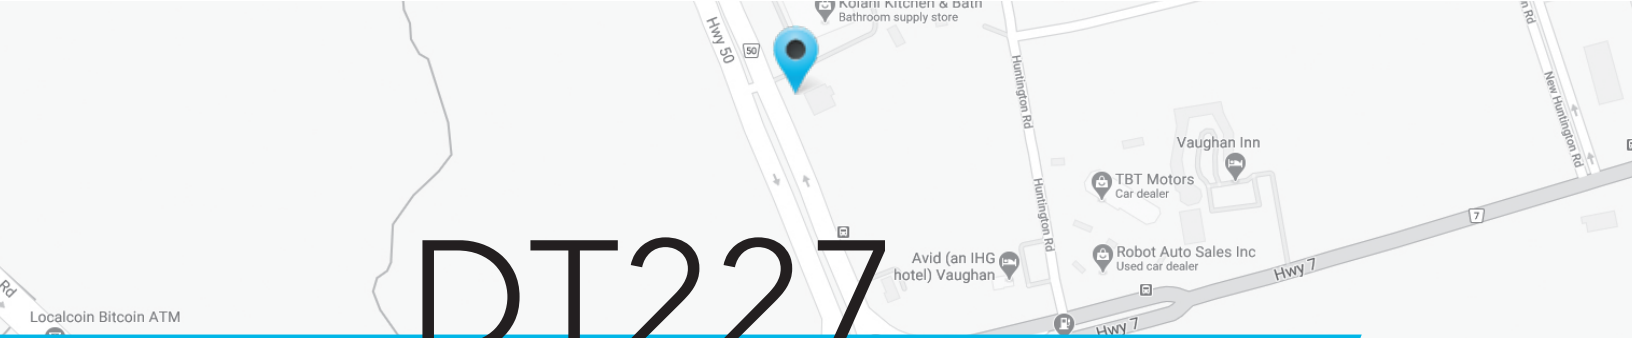 Kolani Kitchen & Bath
Bathroom supply store
n Rd
Hwy 50
50
Huntington Rd
New Huntington Rd
Vaughan Inn
TBT Motors
Car dealer
Huntington Rd
7
DT227
Avid (an IHG
hotel) Vaughan
Robot Auto Sales Inc
Used car dealer
Hwy 7
Rd
Localcoin Bitcoin ATM
Hwy 7